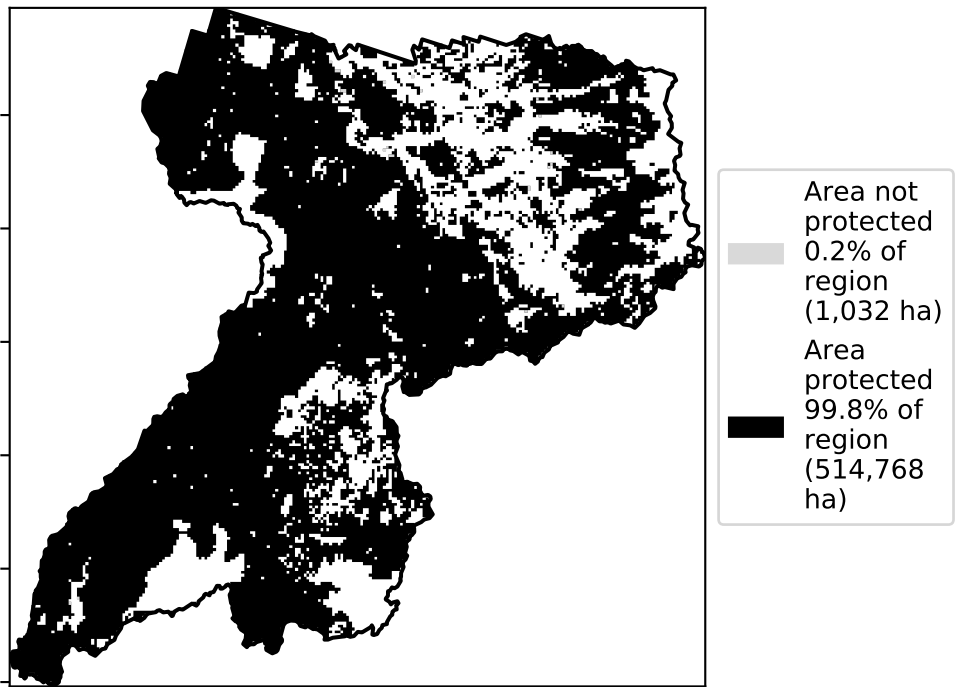 Area not
protected
0.2% of
region
(1,032 ha)
Area
protected
99.8% of
region
(514,768
ha)